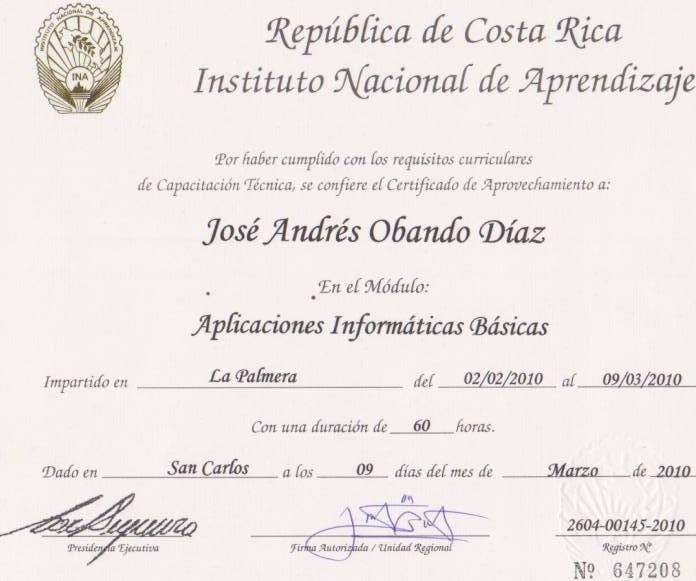 INSTITUTO NACIONAL DE APRENDIZAJE
INA
República de Costa Rica
Instituto Nacional de Aprendizaje
Por haber cumplido con los requisitos curriculares
de Capacitación Técnica, se confiere el Certificado de Aprovechamiento a:
José Andrés Obando Díaz
En el Módulo:
Aplicaciones Informáticas Básicas
Impartido en La Palmera del 02/02/2010 al 09/03/2010
Con una duración de 60 horas.
Dado en San Carlos a los 09 días del mes de Marzo de 2010
2604-00145-2010
Presidencia Ejecutiva Firma Autorizada / Unidad Regional Registro Nº
Nº 647208